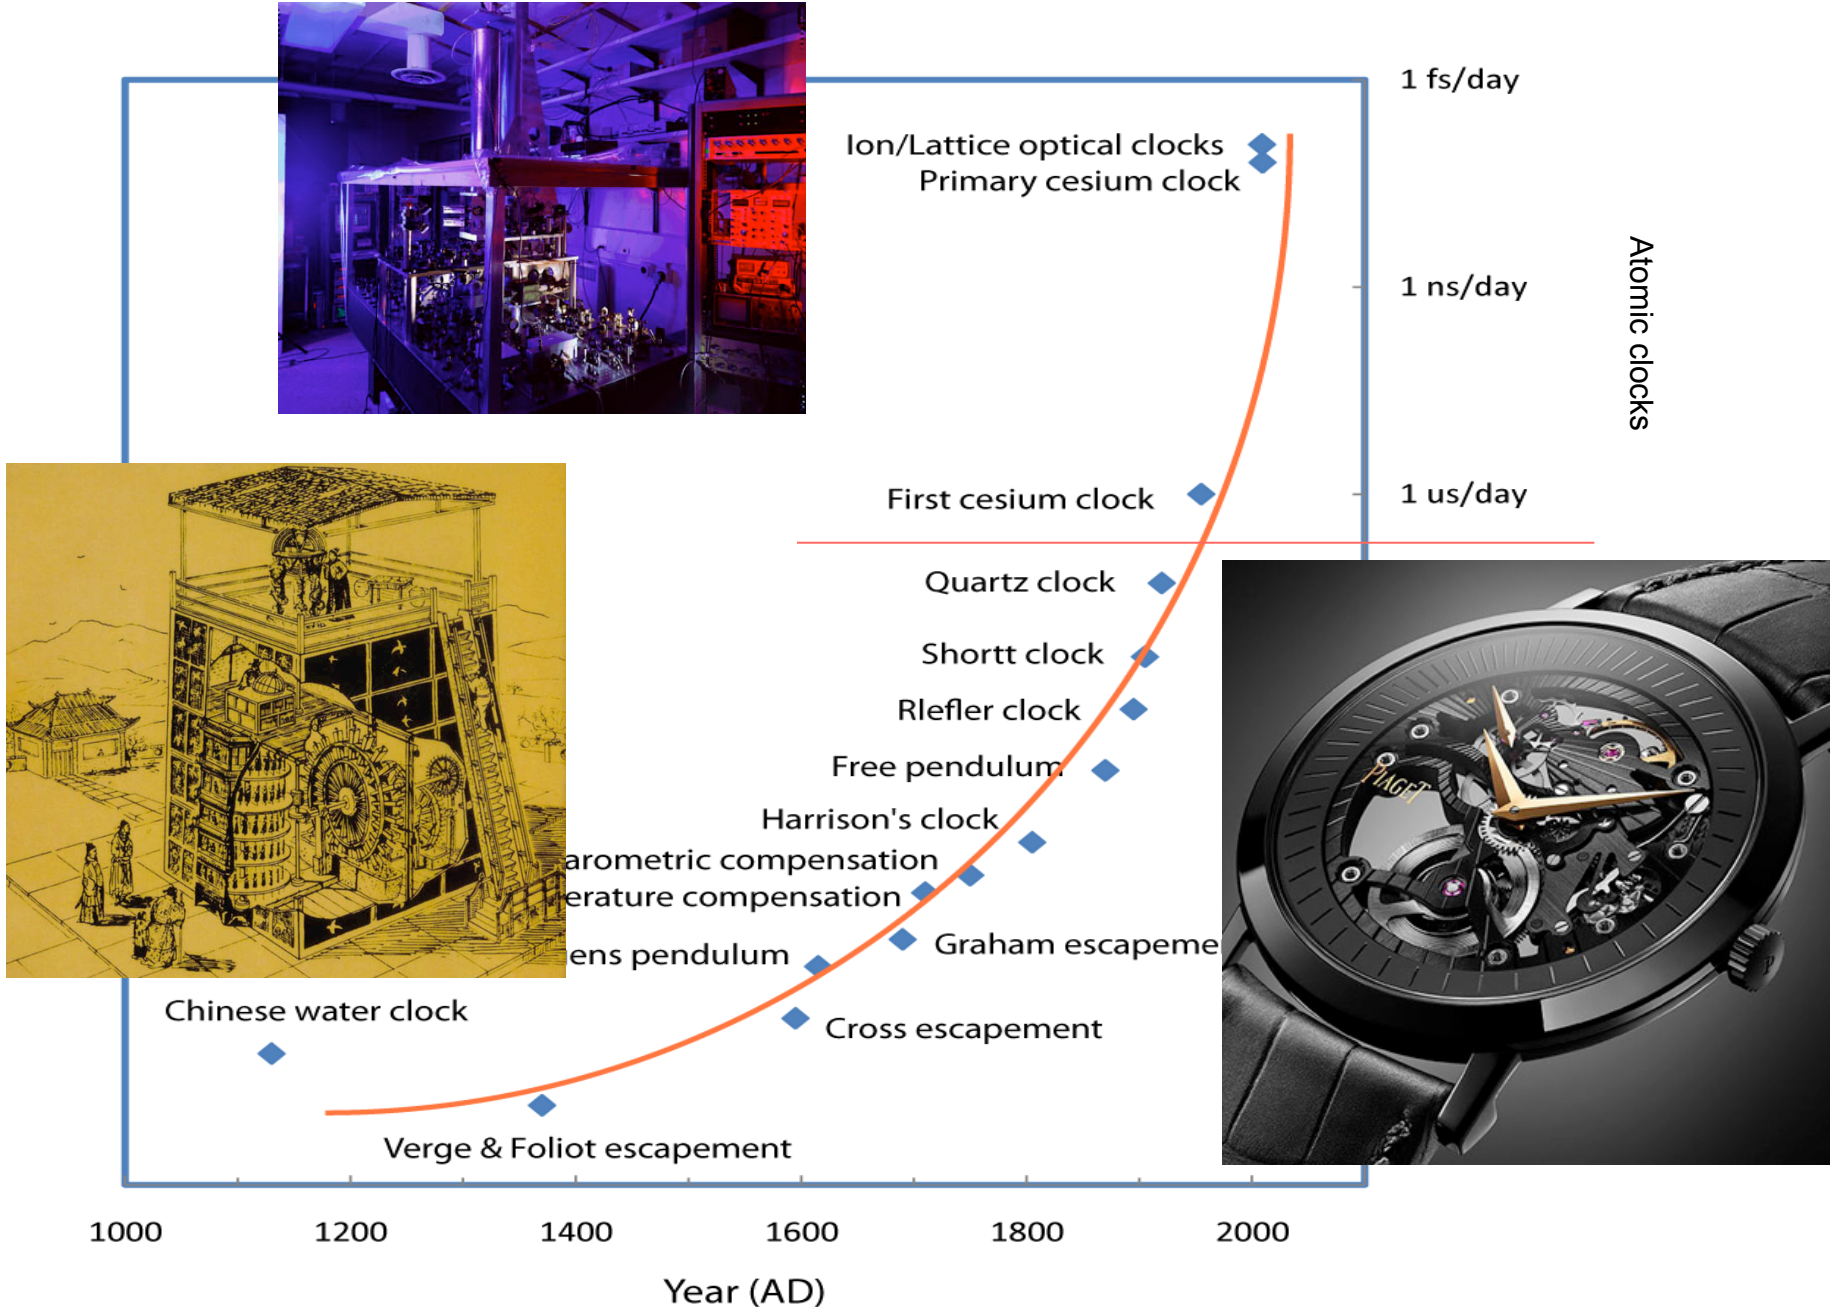 1 fs/day
Ion/Lattice optical clocks
Primary cesium clock
Atomic clocks
1 ns/day
First cesium clock
1 us/day
Quartz clock
Shortt clock
Rlefler clock
Free pendulum
PIAGET
Harrison's clock
arometric compensation
erature compensation
Graham escapeme
ens pendulum
Chinese water clock
Cross escapement
Verge & Foliot escapement
1000 1200 1400 1600 1800 2000
Year (AD)